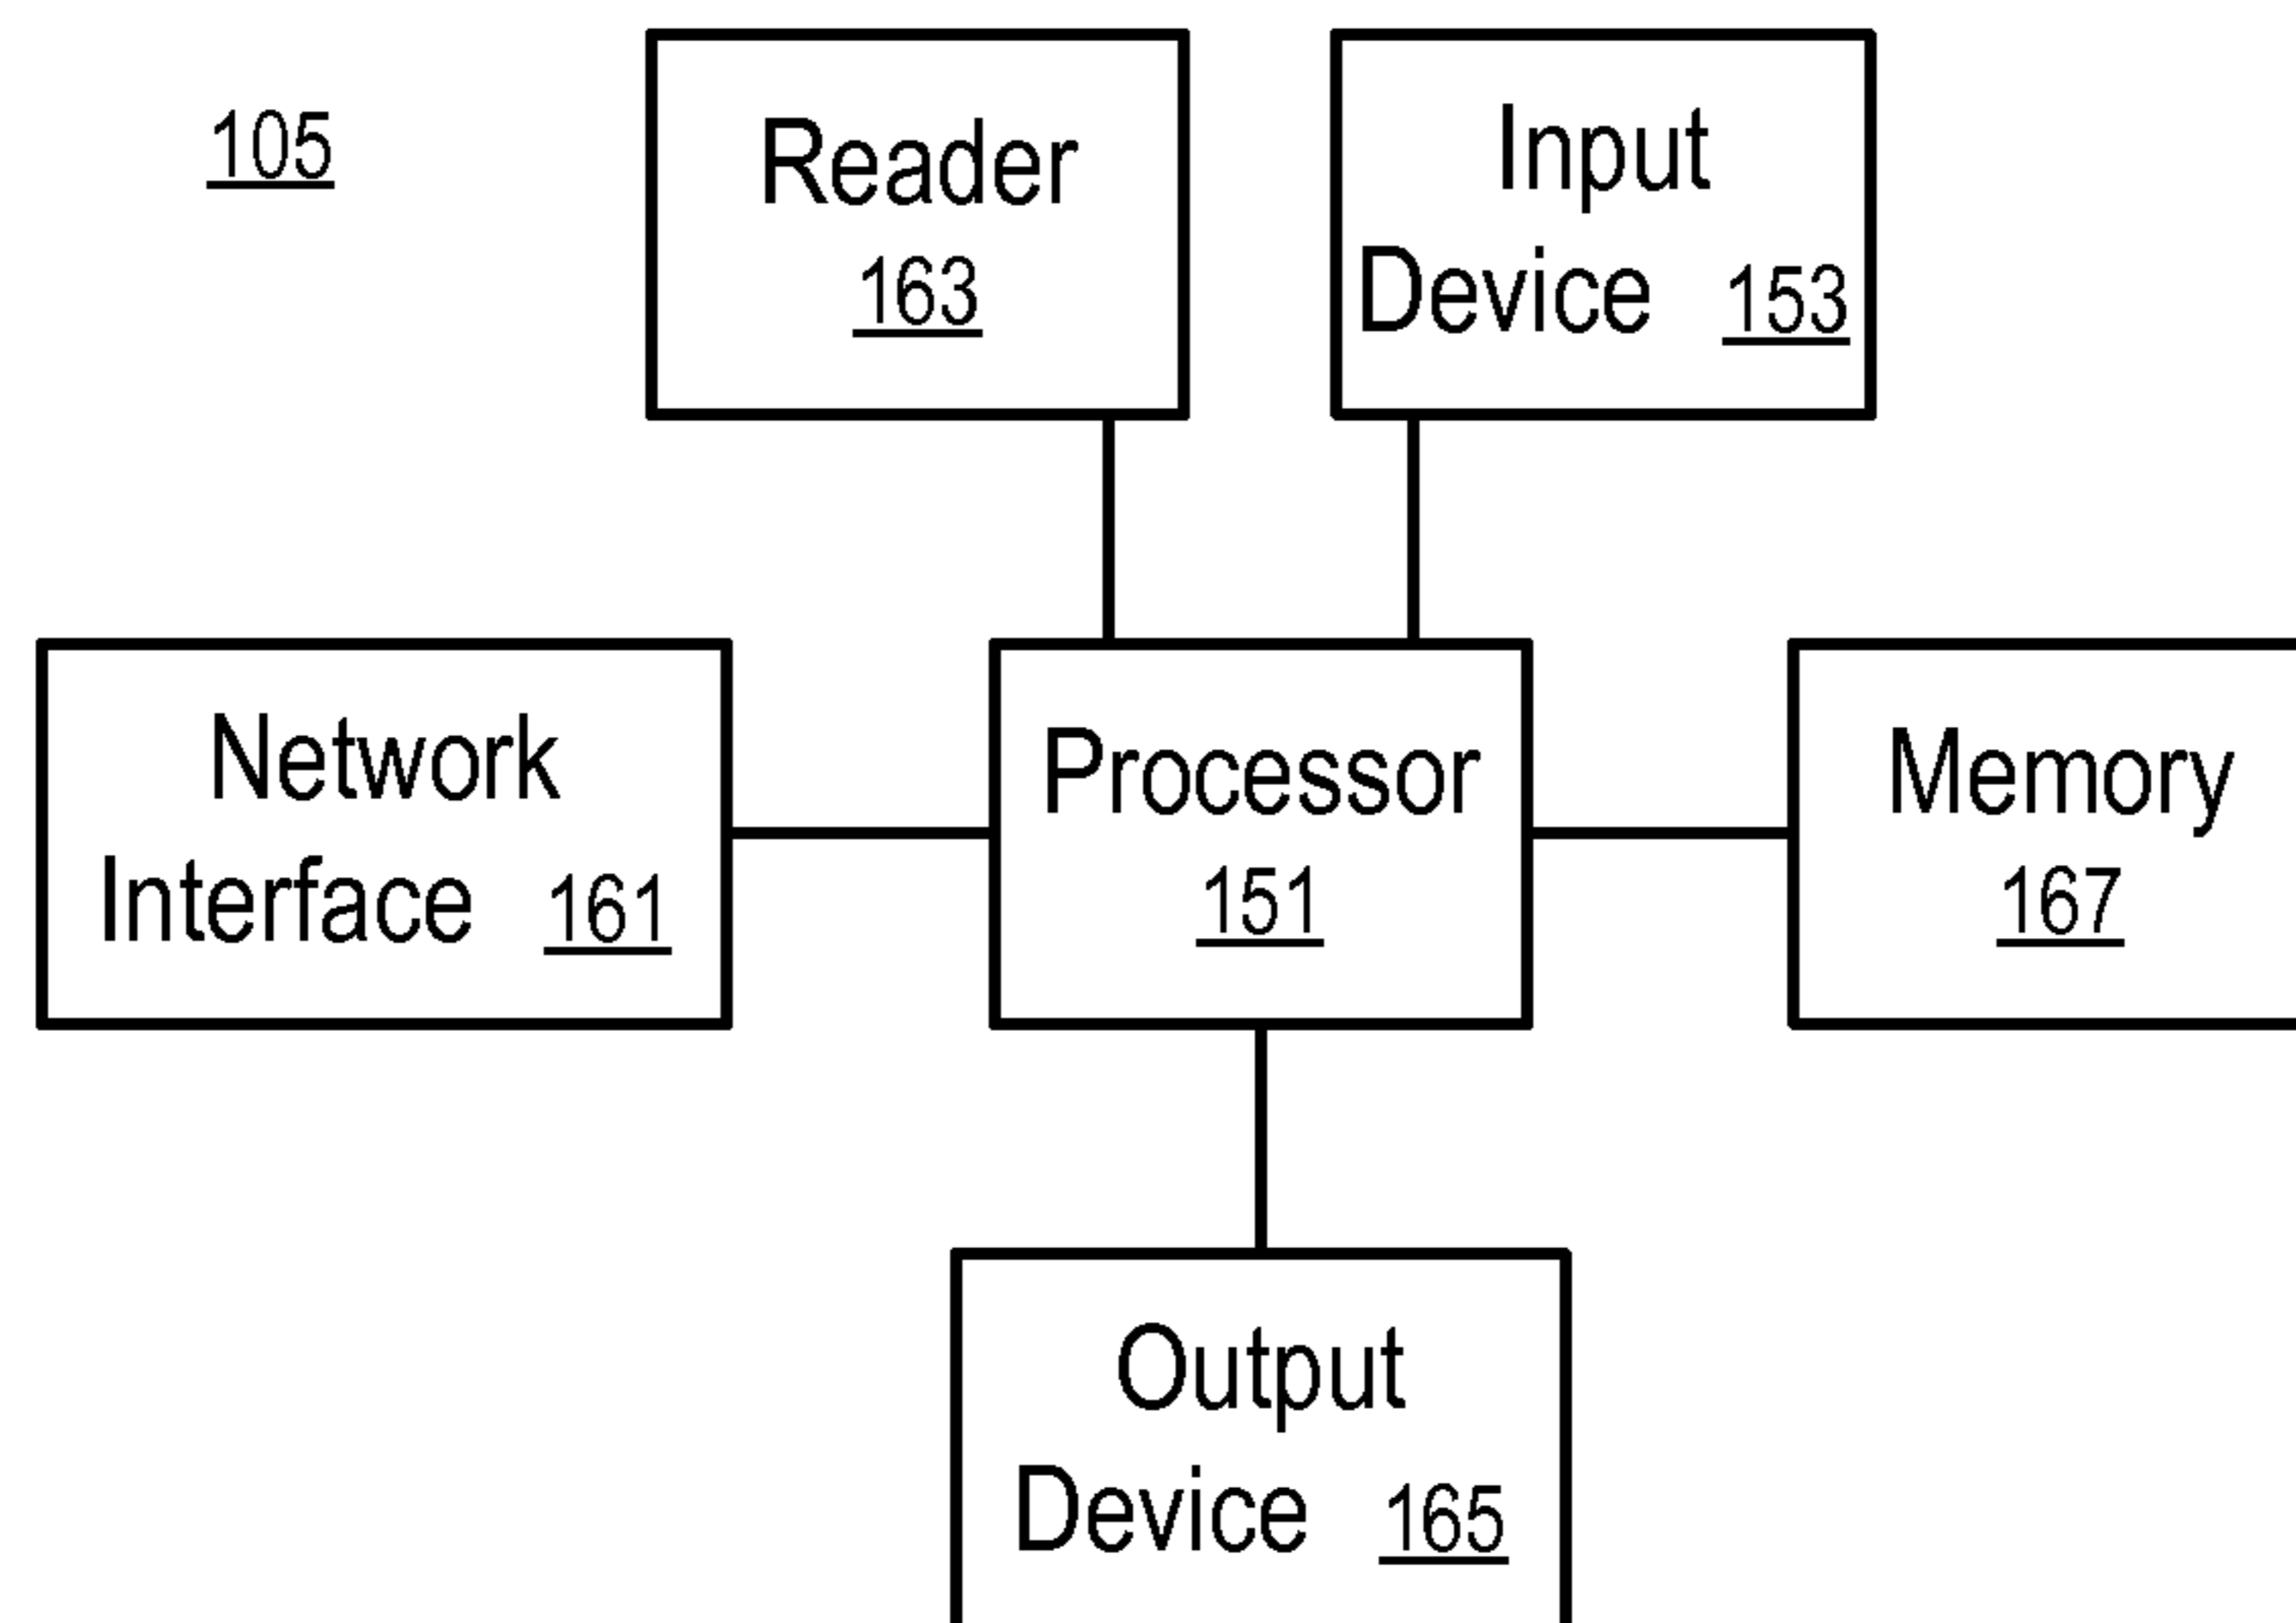 105
Reader
163
Input
Device 153
Network
Interface 161
Processor
151
Memory
167
Output
Device 165